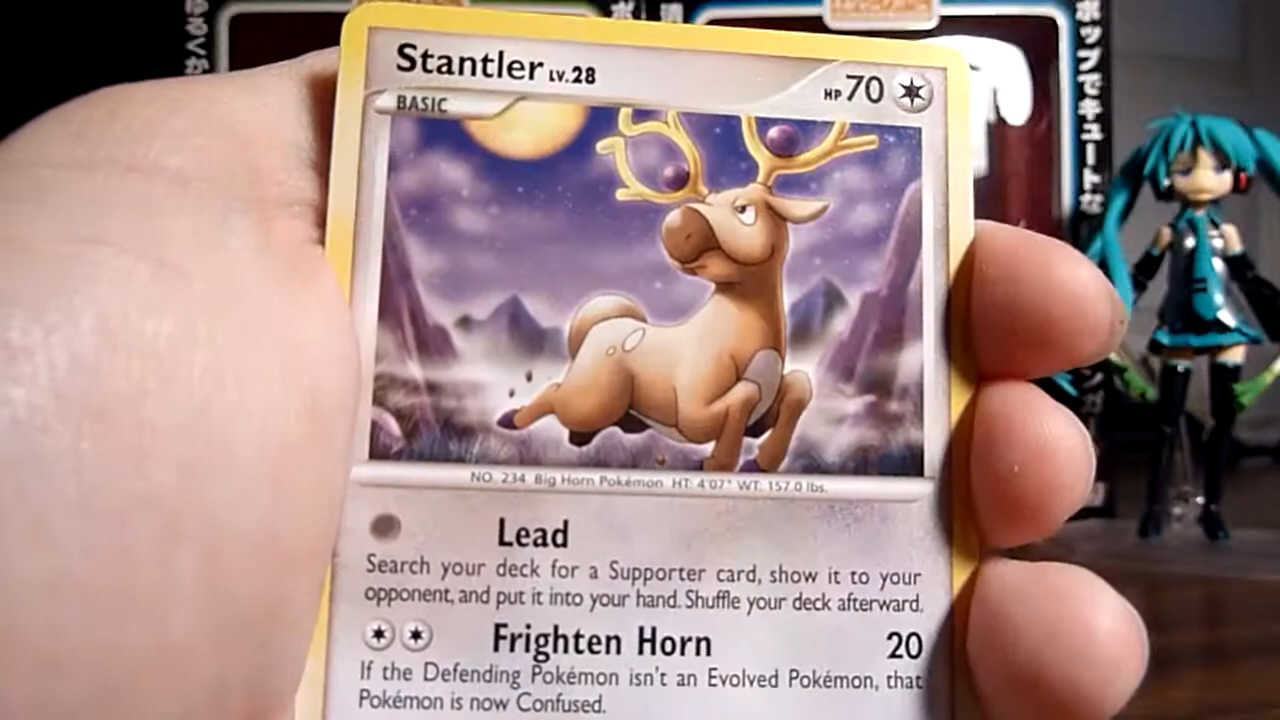 Stantler LV.28
HP 70
BASIC
NO. 234 Big Horn Pokémon HT: 4'07" WT: 157.0 lbs.
Lead
Search your deck for a Supporter card, show it to your
opponent, and put it into your hand. Shuffle your deck afterward.
Frighten Horn 20
If the Defending Pokémon isn't an Evolved Pokémon, that
Pokémon is now Confused.
ポップでキュートな